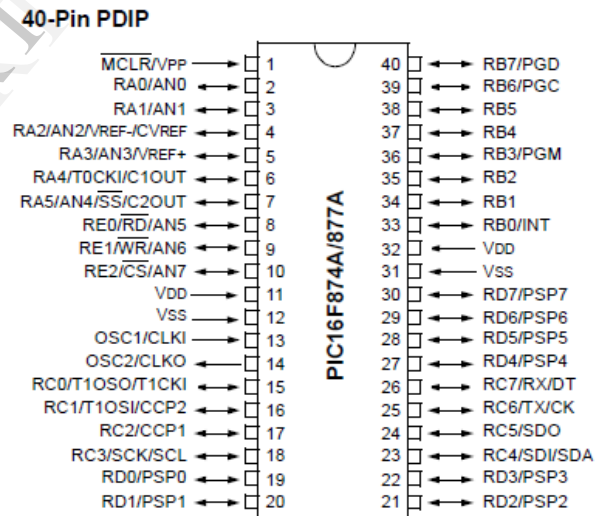 40-Pin PDIP
MCLR/VPP 1 40 RB7/PGD
RA0/AN0 2 39 RB6/PGC
RA1/AN1 3 38 RB5
RA2/AN2/VREF-/CVREF 4 37 RB4
RA3/AN3/VREF+ 5 36 RB3/PGM
RA4/T0CKI/C1OUT 6 35 RB2
RA5/AN4/SS/C2OUT 7 34 RB1
RE0/RD/AN5 8 33 RB0/INT
RE1/WR/AN6 9 32 VDD
RE2/CS/AN7 10 31 VSS
VDD 11 30 RD7/PSP7
VSS 12 29 RD6/PSP6
OSC1/CLKI 13 28 RD5/PSP5
OSC2/CLKO 14 27 RD4/PSP4
RC0/T1OSO/T1CKI 15 26 RC7/RX/DT
RC1/T1OSI/CCP2 16 25 RC6/TX/CK
RC2/CCP1 17 24 RC5/SDO
RC3/SCK/SCL 18 23 RC4/SDI/SDA
RD0/PSP0 19 22 RD3/PSP3
RD1/PSP1 20 21 RD2/PSP2
PIC16F874A/877A